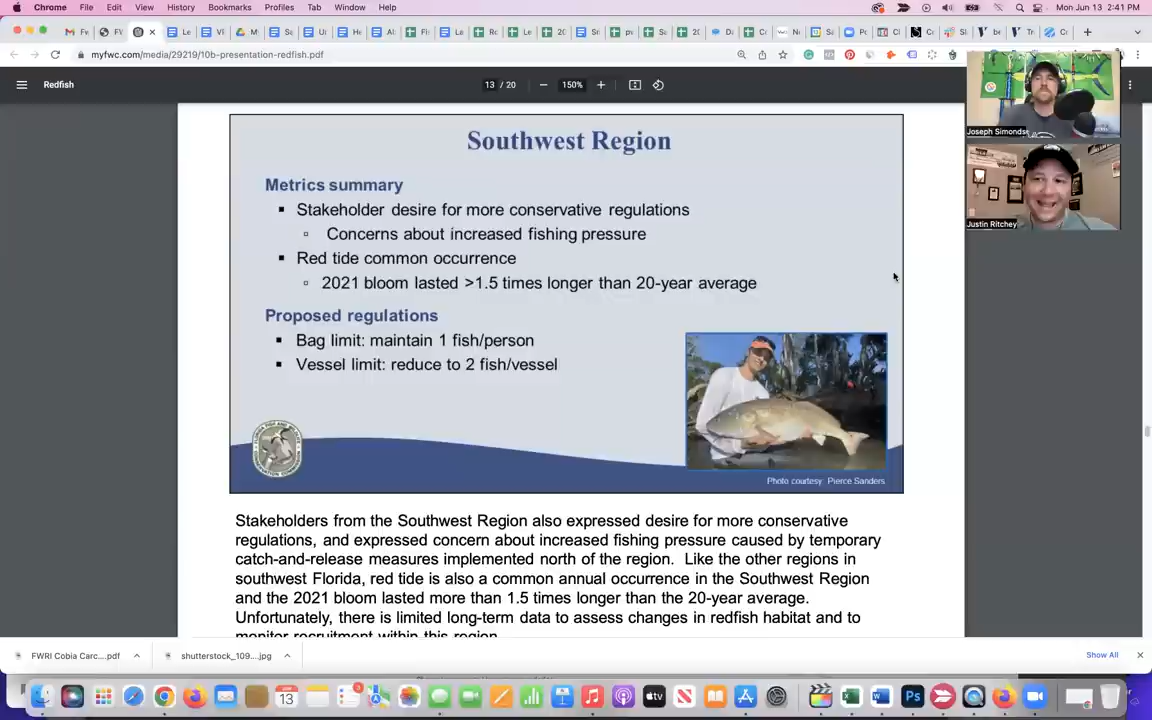 Chrome File Edit View History Bookmarks Profiles Tab Window Help
Mon Jun 13 2:41 PM
myfwc.com/media/29219/10b-presentation-redfish.pdf
Redfish
13 / 20
150%
Joseph Simonds
Justin Ritchey
Southwest Region
Metrics summary
Stakeholder desire for more conservative regulations
Concerns about increased fishing pressure
Red tide common occurrence
2021 bloom lasted >1.5 times longer than 20-year average
Proposed regulations
Bag limit: maintain 1 fish/person
Vessel limit: reduce to 2 fish/vessel
Photo courtesy: Pierce Sanders
Stakeholders from the Southwest Region also expressed desire for more conservative
regulations, and expressed concern about increased fishing pressure caused by temporary
catch-and-release measures implemented north of the region. Like the other regions in
southwest Florida, red tide is also a common annual occurrence in the Southwest Region
and the 2021 bloom lasted more than 1.5 times longer than the 20-year average.
Unfortunately, there is limited long-term data to assess changes in redfish habitat and to
monitor recruitment within this region.
FWRI Cobia Carc....pdf
shutterstock_109....jpg
Show All